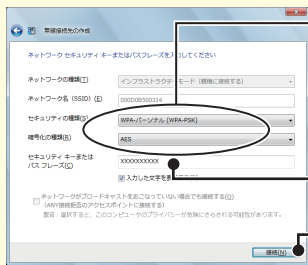 無線接続先の作成
ネットワーク セキュリティ キーまたはパスフレーズを入力してください
ネットワークの種類(T)
インフラストラクチャモード (親機に接続する)
ネットワーク名 (SSID) (E)
000D0B500314
セキュリティの種類(S)
WPA-パーソナル (WPA-PSK)
暗号化の種類(R)
AES
セキュリティ キーまたは
パス フレーズ(C)
XXXXXXXXXX
入力した文字を
ネットワークがブロードキャストをおこなっていない場合でも接続する(O)
(ANY接続拒否のアクセスポイントに接続する)
警告 : 選択すると、このコンピュータのプライバシーが危険にさらされる可能性があります。
接続(N)